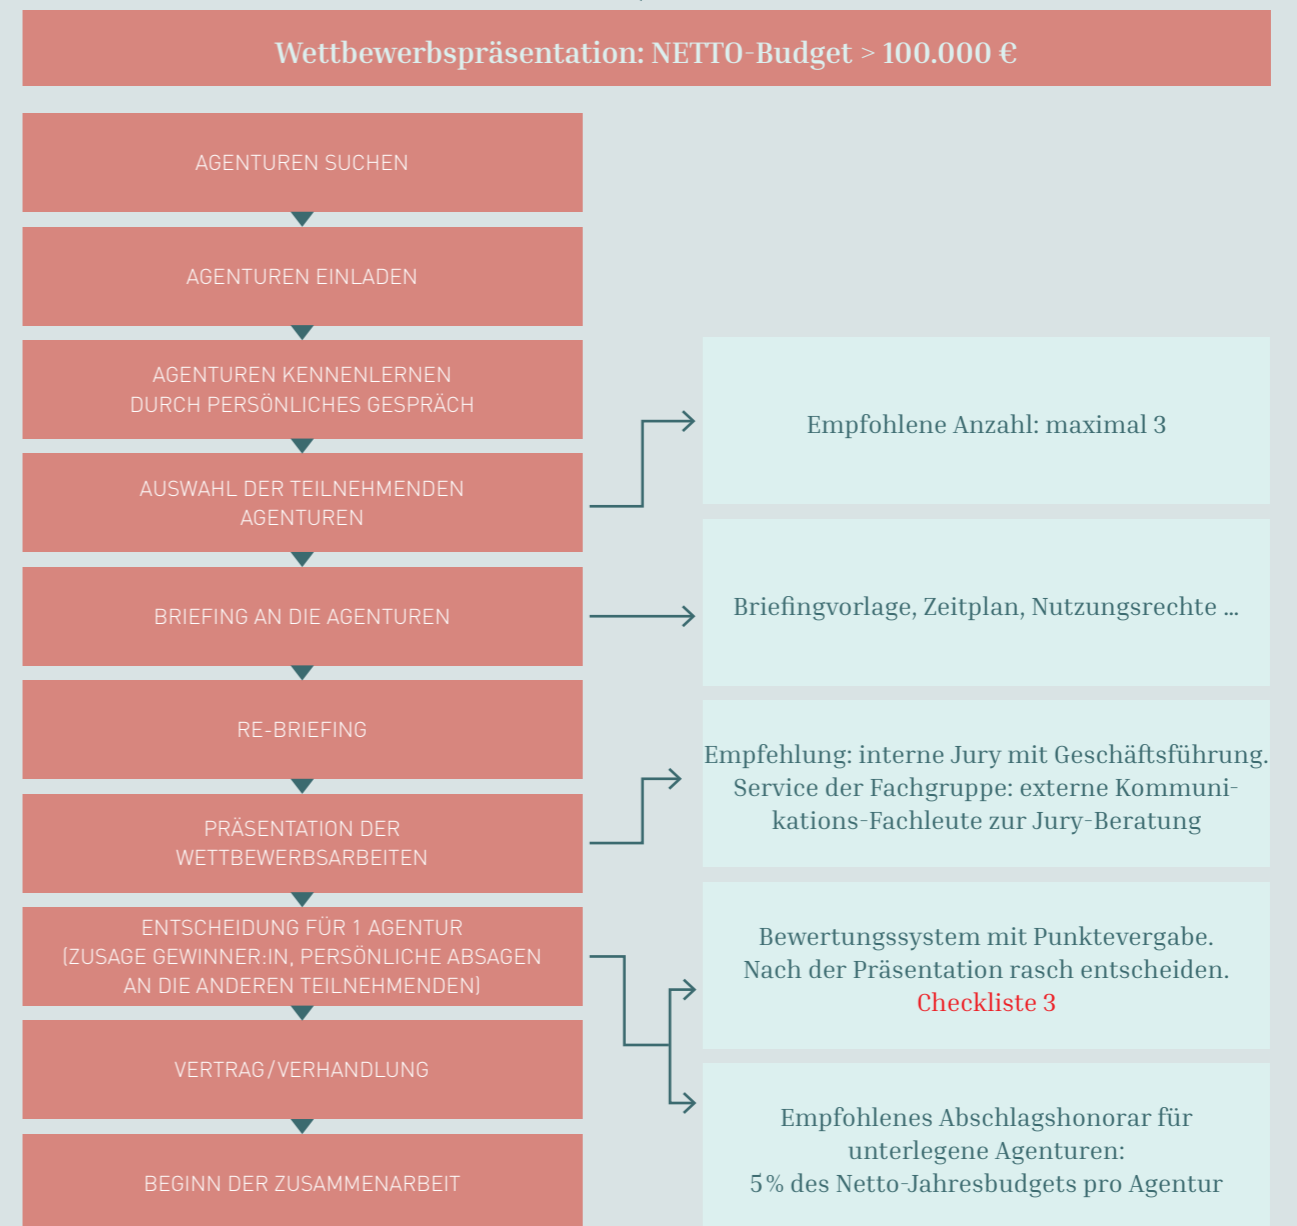 Wettbewerbspräsentation: NETTO-Budget > 100.000 €
AGENTUREN SUCHEN
AGENTUREN EINLADEN
AGENTUREN KENNENLERNEN
DURCH PERSÖNLICHES GESPRÄCH
AUSWAHL DER TEILNEHMENDEN
AGENTUREN
Empfohlene Anzahl: maximal 3
BRIEFING AN DIE AGENTUREN
Briefingvorlage, Zeitplan, Nutzungsrechte ...
RE-BRIEFING
PRÄSENTATION DER
WETTBEWERBSARBEITEN
Empfehlung: interne Jury mit Geschäftsführung.
Service der Fachgruppe: externe Kommuni-
kations-Fachleute zur Jury-Beratung
ENTSCHEIDUNG FÜR 1 AGENTUR
(ZUSAGE GEWINNER:IN, PERSÖNLICHE ABSAGEN
AN DIE ANDEREN TEILNEHMENDEN)
Bewertungssystem mit Punktevergabe.
Nach der Präsentation rasch entscheiden.
Checkliste 3
Empfohlenes Abschlagshonorar für
unterlegene Agenturen:
5% des Netto-Jahresbudgets pro Agentur
VERTRAG/VERHANDLUNG
BEGINN DER ZUSAMMENARBEIT